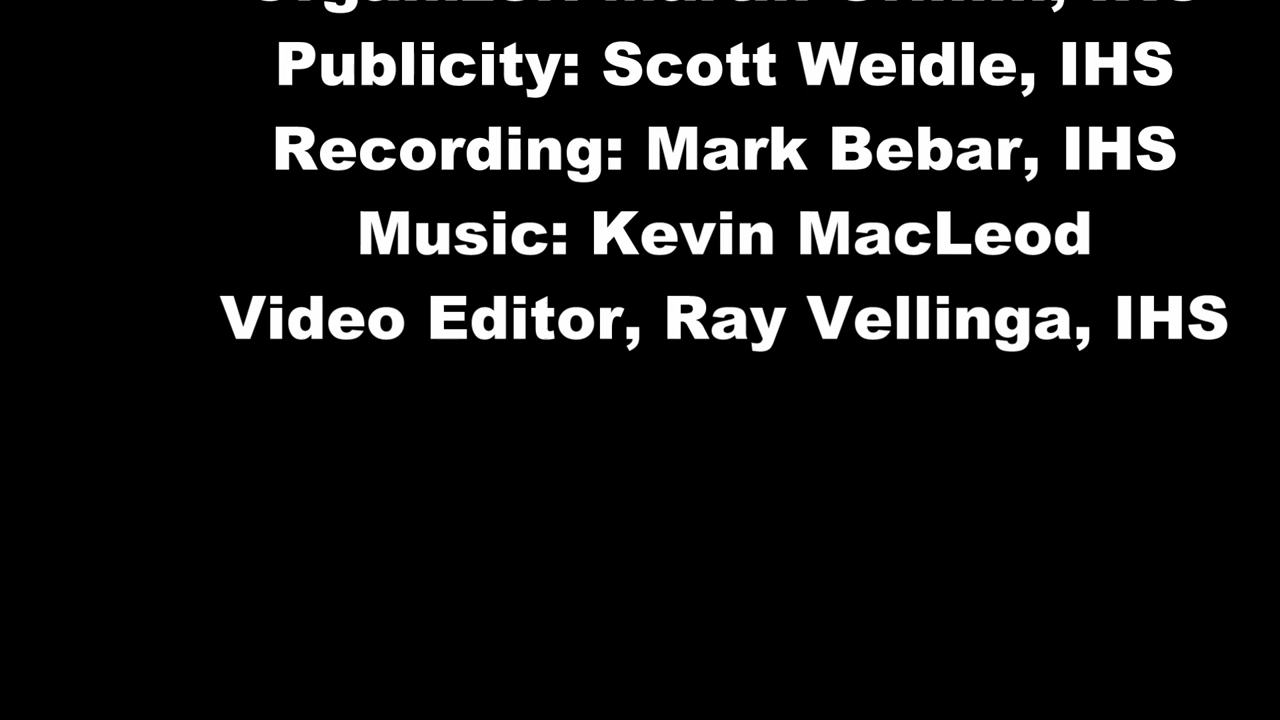 Publicity: Scott Weidle, IHS
Recording: Mark Bebar, IHS
Music: Kevin MacLeod
Video Editor, Ray Vellinga, IHS